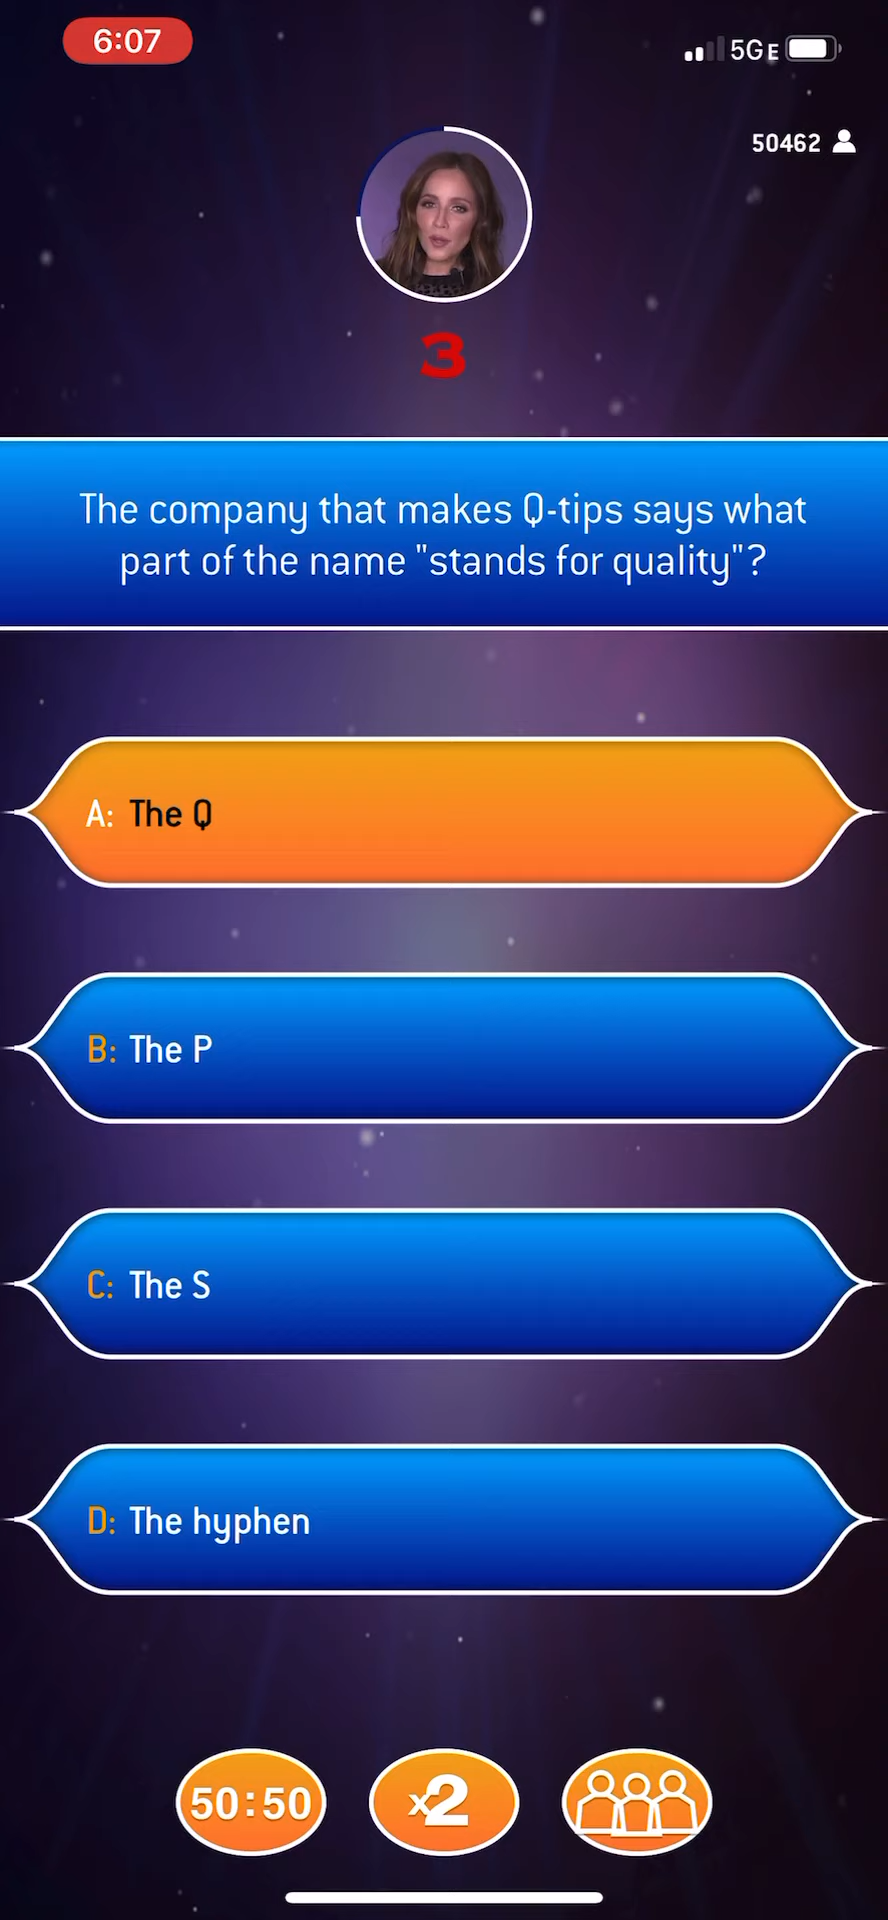 6:07
5GE
50462
3
The company that makes Q-tips says what
part of the name "stands for quality"?
A: The Q
B: The P
C: The S
D: The hyphen
50:50
x2